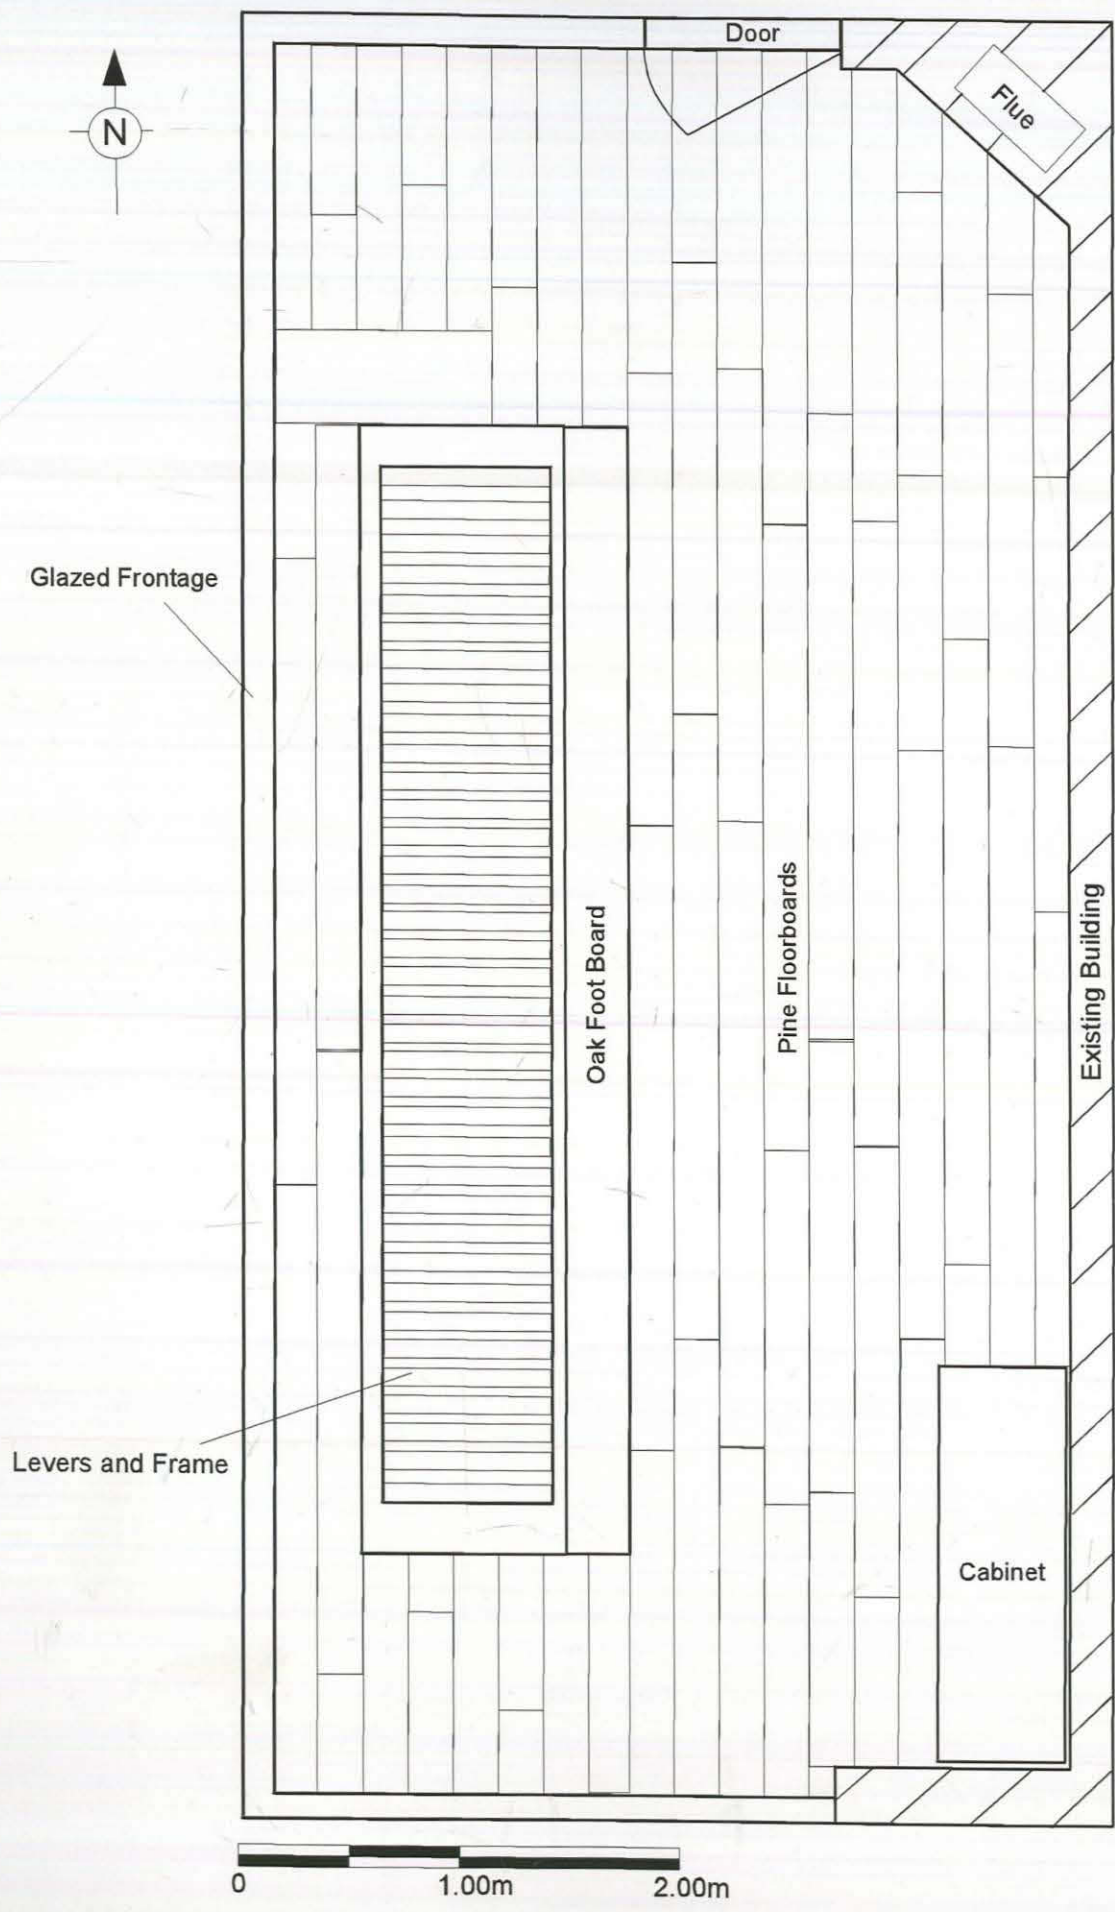 Door
Flue
N
Glazed Frontage
Oak Foot Board
Pine Floorboards
Existing Building
Levers and Frame
Cabinet
0
1.00m
2.00m